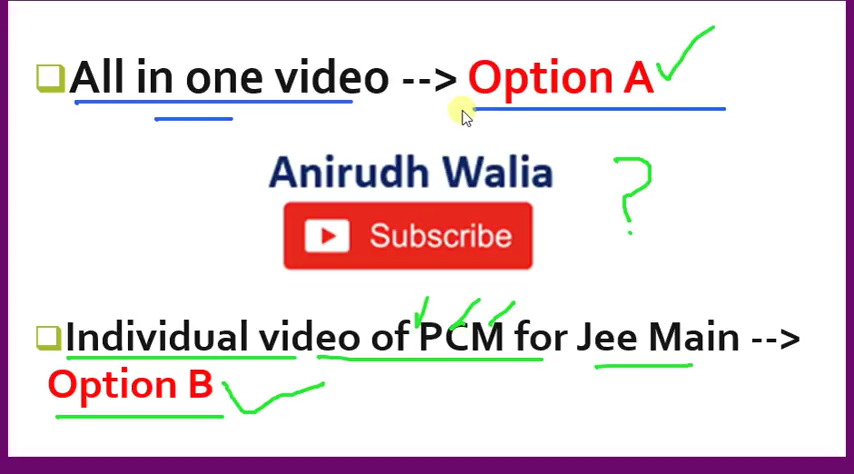 All in one video --> Option A
Anirudh Walia
Subscribe
?
Individual video of PCM for Jee Main -->
Option B